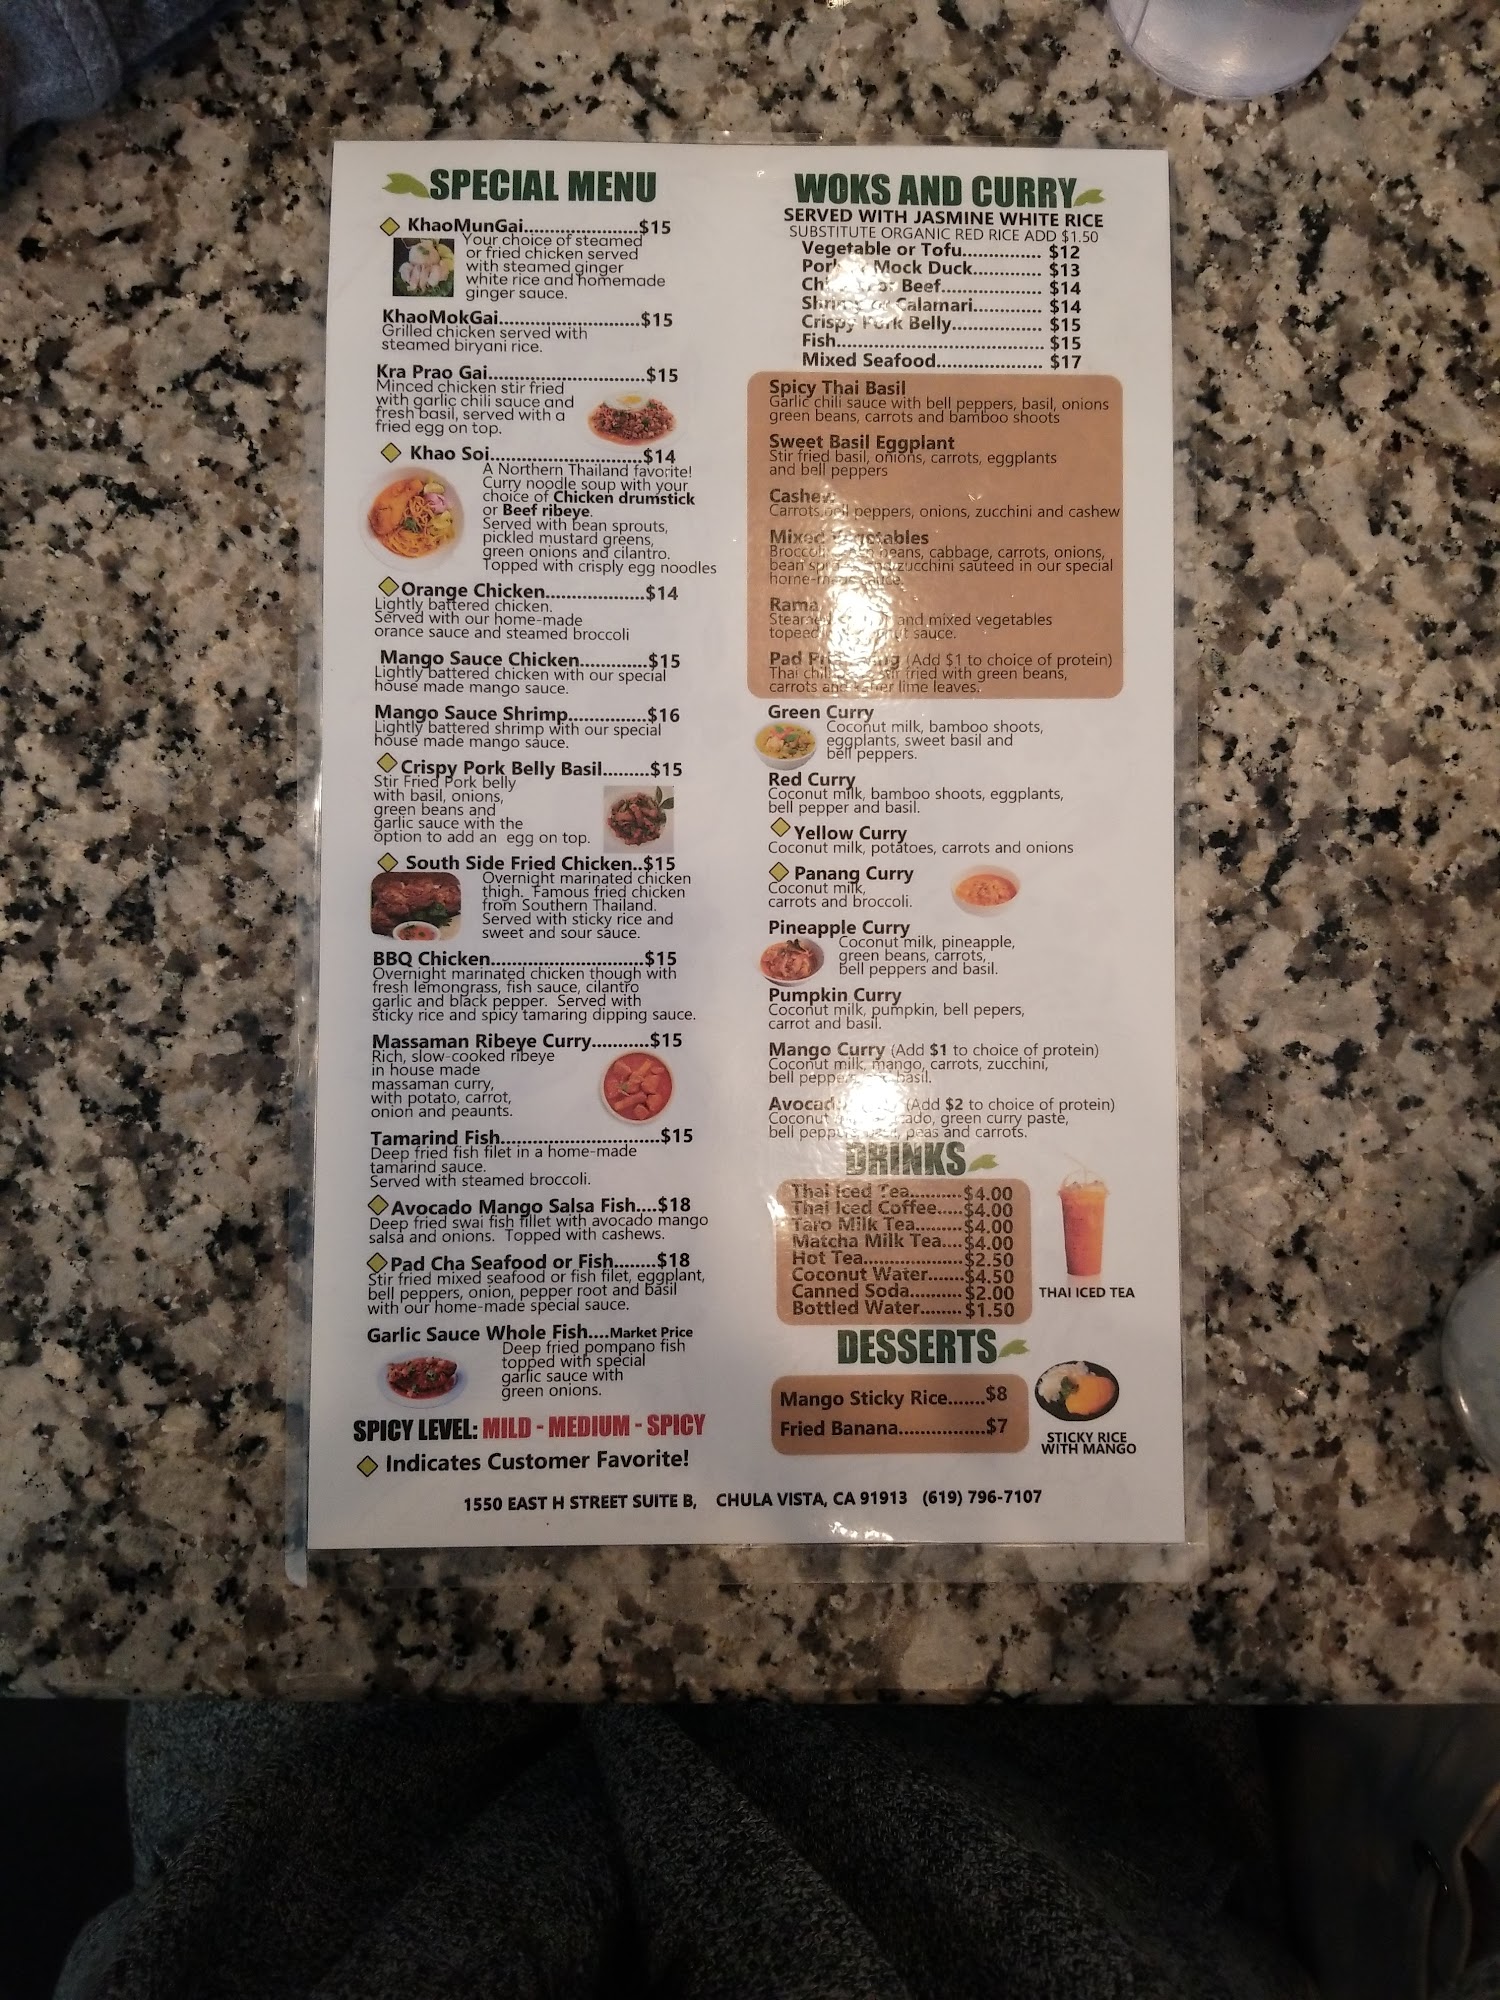 SPECIAL MENU
KhaoMunGai......................$15
Your choice of steamed
or fried chicken served
with steamed ginger
white rice and homemade
ginger sauce.
KhaoMokGai...........................$15
Grilled chicken served with
steamed biryani rice.
Kra Prao Gai..............................$15
Minced chicken stir fried
with garlic chili sauce and
fresh basil, served with a
fried egg on top.
Khao Soi.............................$14
A Northern Thailand favorite!
Curry noodle soup with your
choice of Chicken drumstick
or Beef ribeye.
Served with bean sprouts,
pickled mustard greens,
green onions and cilantro.
Topped with crisply egg noodles
Orange Chicken...................$14
Lightly battered chicken.
Served with our home-made
orance sauce and steamed broccoli
Mango Sauce Chicken.............$15
Lightly battered chicken with our special
house made mango sauce.
Mango Sauce Shrimp...............$16
Lightly battered shrimp with our special
house made mango sauce.
Crispy Pork Belly Basil.........$15
Stir Fried Pork belly
with basil, onions,
green beans and
garlic sauce with the
option to add an egg on top.
South Side Fried Chicken..$15
Overnight marinated chicken
thigh. Famous fried chicken
from Southern Thailand.
Served with sticky rice and
sweet and sour sauce.
BBQ Chicken.............................$15
Overnight marinated chicken though with
fresh lemongrass, fish sauce, cilantro
garlic and black pepper. Served with
sticky rice and spicy tamaring dipping sauce.
Massaman Ribeye Curry...........$15
Rich, slow-cooked ribeye
in house made
massaman curry,
with potato, carrot,
onion and peaunts.
Tamarind Fish..............................$15
Deep fried fish filet in a home-made
tamarind sauce.
Served with steamed broccoli.
Avocado Mango Salsa Fish....$18
Deep fried swai fish fillet with avocado mango
salsa and onions. Topped with cashews.
Pad Cha Seafood or Fish........$18
Stir fried mixed seafood or fish filet, eggplant,
bell peppers, onion, pepper root and basil
with our home-made special sauce.
Garlic Sauce Whole Fish....Market Price
Deep fried pompano fish
topped with special
garlic sauce with
green onions.
SPICY LEVEL: MILD - MEDIUM - SPICY
Indicates Customer Favorite!
WOKS AND CURRY
SERVED WITH JASMINE WHITE RICE
SUBSTITUTE ORGANIC RED RICE ADD $1.50
Vegetable or Tofu............... $12
Mock Duck............. $13
Beef................... $14
Calamari............. $14
Crispy Pork Belly................. $15
Fish....................................... $15
Mixed Seafood.................... $17
Spicy Thai Basil
Garlic chili sauce with bell peppers, basil, onions
green beans, carrots and bamboo shoots
Sweet Basil Eggplant
Stir fried basil, onions, carrots, eggplants
and bell peppers
Cashew
Carrots, bell peppers, onions, zucchini and cashew
Mixed Vegetables
Broccoli, beans, cabbage, carrots, onions,
bean zucchini sauteed in our special
home-made sauce.
Rama
and mixed vegetables
sauce.
Pad (Add $1 to choice of protein)
Thai fried with green beans,
carrots and lime leaves.
Green Curry
Coconut milk, bamboo shoots,
eggplants, sweet basil and
bell peppers.
Red Curry
Coconut milk, bamboo shoots, eggplants,
bell pepper and basil.
Yellow Curry
Coconut milk, potatoes, carrots and onions
Panang Curry
Coconut milk,
carrots and broccoli.
Pineapple Curry
Coconut milk, pineapple,
green beans, carrots,
bell peppers and basil.
Pumpkin Curry
Coconut milk, pumpkin, bell pepers,
carrot and basil.
Mango Curry (Add $1 to choice of protein)
Coconut milk, mango, carrots, zucchini,
bell basil.
(Add $2 to choice of protein)
Coconut green curry paste,
bell peas and carrots.
DRINKS
Thai Iced Tea..........$4.00
Thai Iced Coffee.....$4.00
Taro Milk Tea.........$4.00
Matcha Milk Tea....$4.00
Hot Tea...................$2.50
Coconut Water.......$4.50
Canned Soda..........$2.00
Bottled Water........$1.50
THAI ICED TEA
DESSERTS
Mango Sticky Rice.......$8
Fried Banana.................$7
STICKY RICE
WITH MANGO
1550 EAST H STREET SUITE B, CHULA VISTA, CA 91913 (619) 796-7107